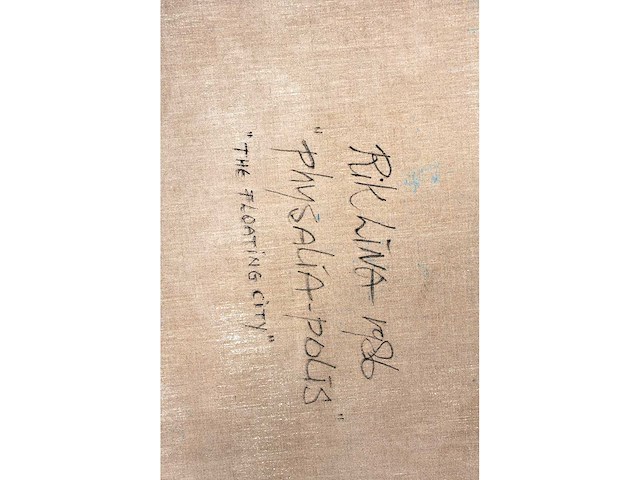 Rik LiNA - 1986
"PhySALiA-POLiS"
"THE FLOATiNG CiTY"